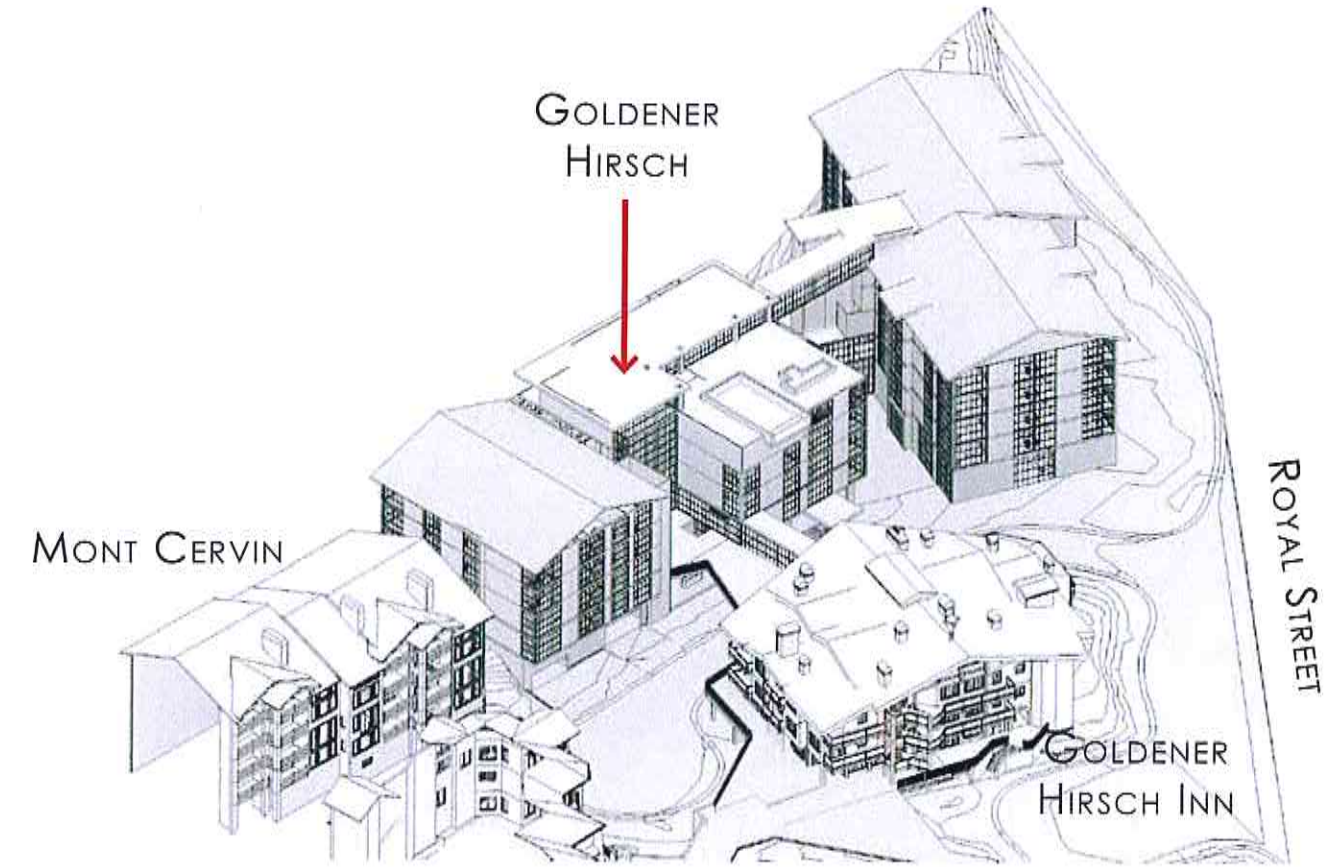 GOLDENER
HIRSCH
MONT CERVIN
ROYAL STREET
GOLDENER
HIRSCH INN